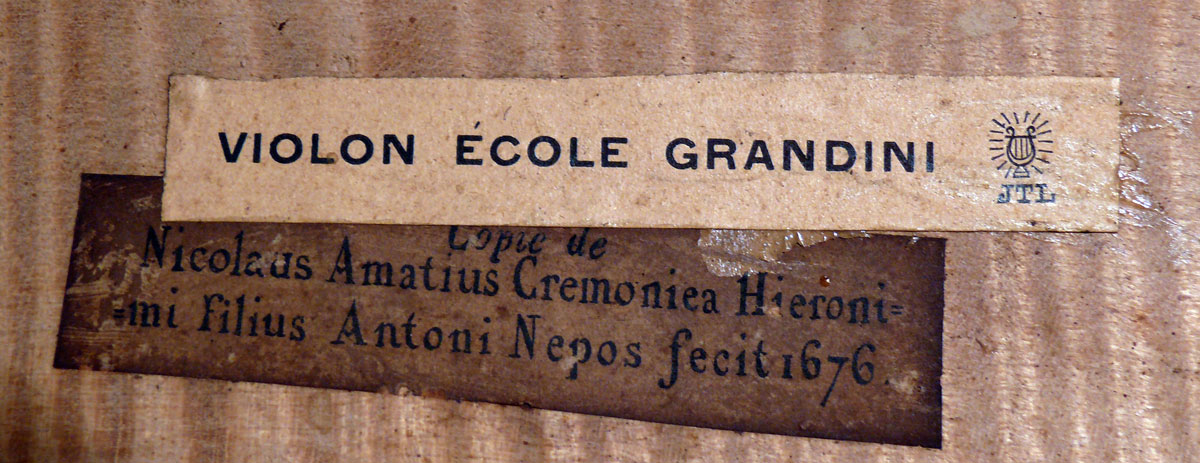 VIOLON ÉCOLE GRANDINI
JTL
Copie de
Nicolaus Amatius Cremoniea Hieroni=
=mi Filius Antoni Nepos fecit 1676.